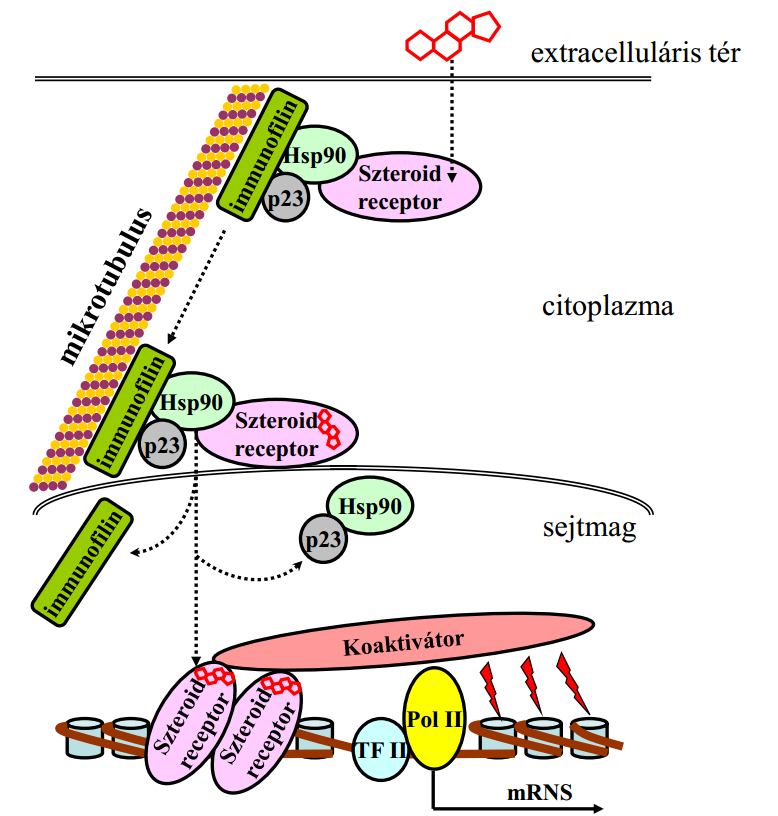 extracelluláris tér
immunofilin
Hsp90
p23
Szteroid
receptor
mikrotubulus
citoplazma
immunofilin
Hsp90
p23
Szteroid
receptor
immunofilin
Hsp90
p23
sejtmag
Koaktivátor
Szteroid
receptor
Szteroid
receptor
TF II
Pol II
mRNS